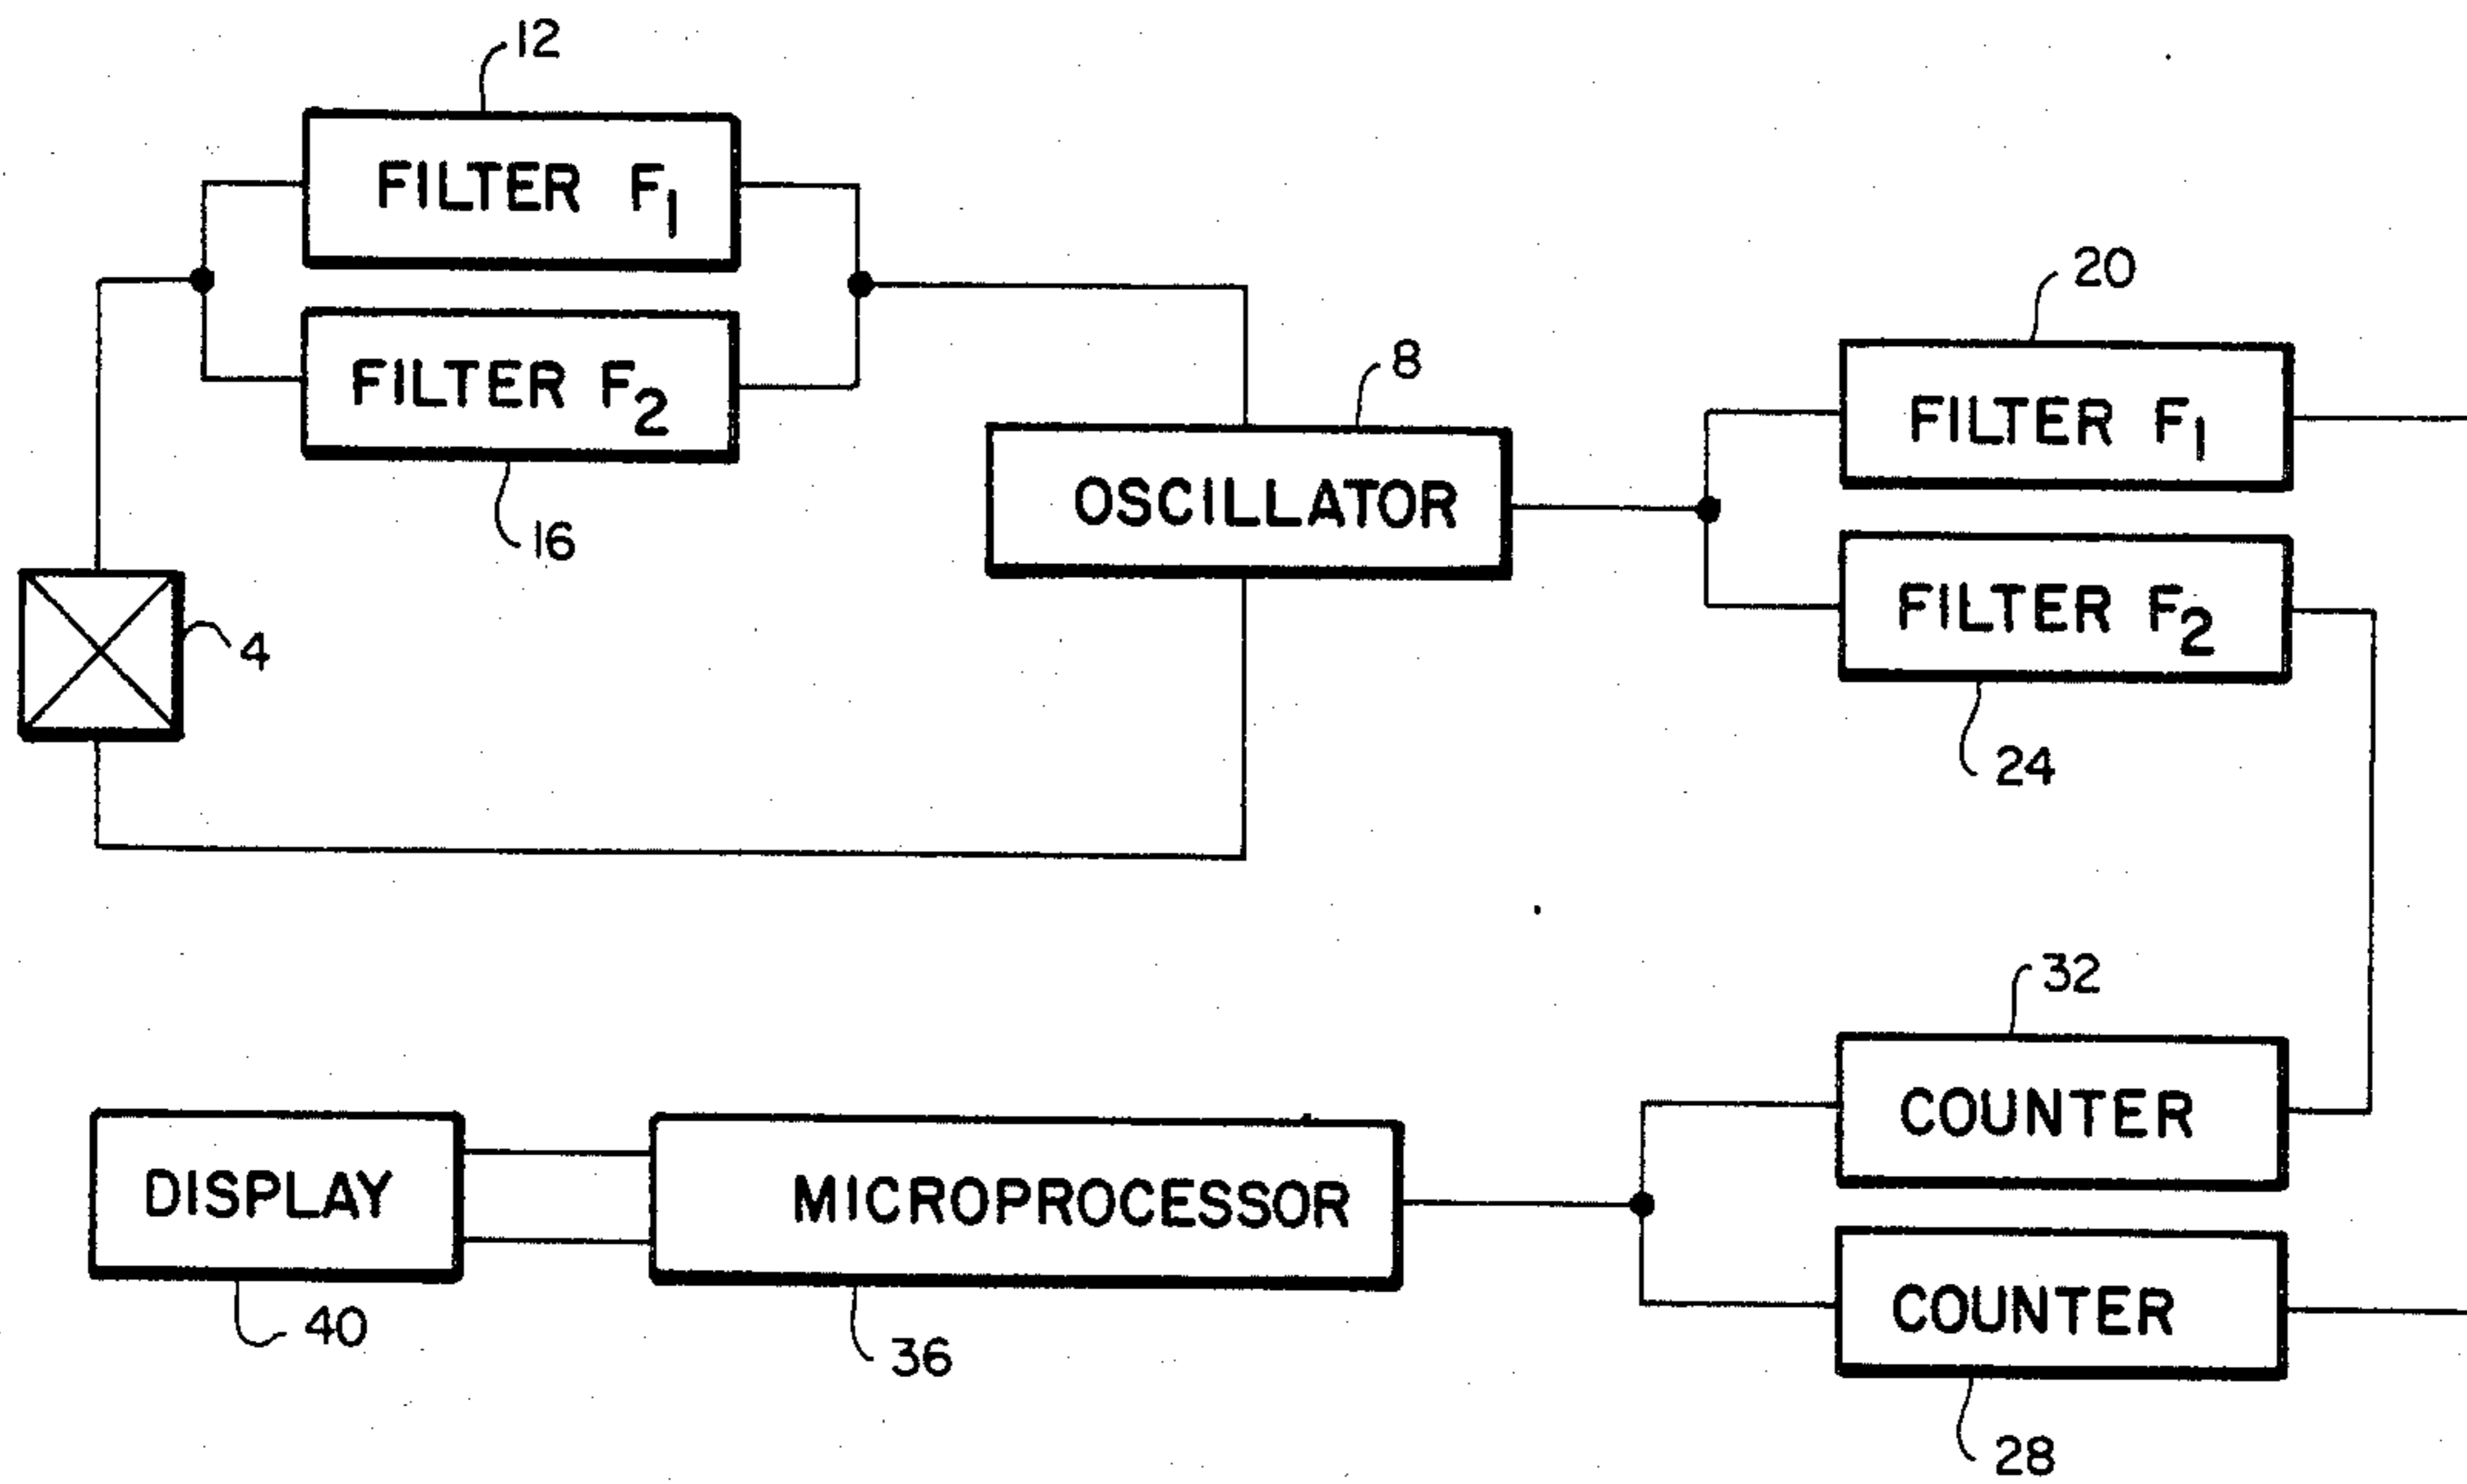 12
FILTER F1
FILTER F2
16
4
8
OSCILLATOR
20
FILTER F1
FILTER F2
24
32
COUNTER
COUNTER
28
MICROPROCESSOR
36
DISPLAY
40